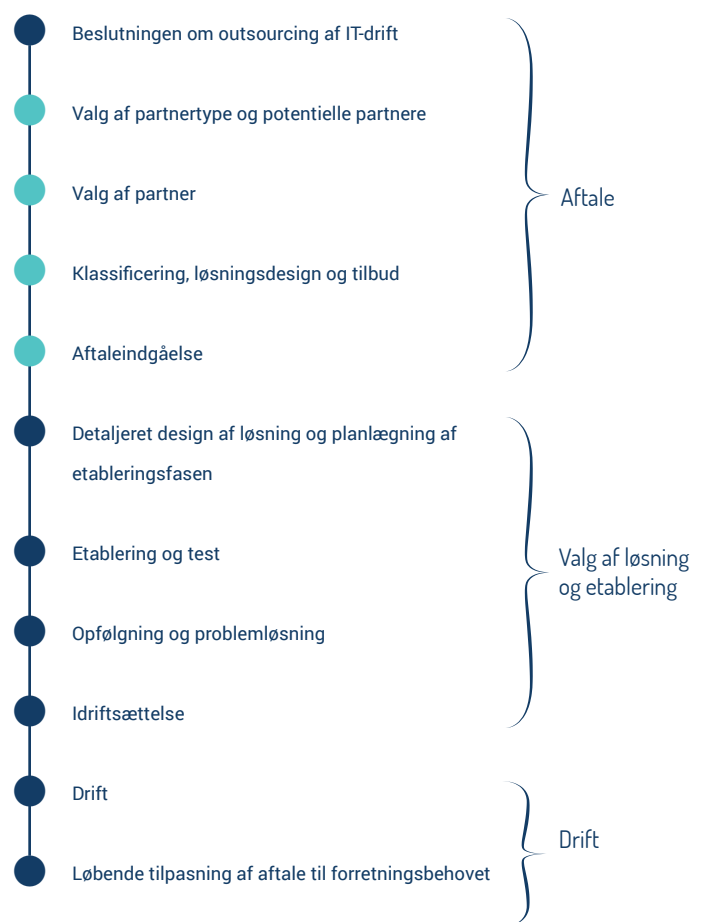 Beslutningen om outsourcing af IT-drift
Valg af partnertype og potentielle partnere
Valg af partner
Klassificering, løsningsdesign og tilbud
Aftaleindgåelse
Aftale
Detaljeret design af løsning og planlægning af
etableringsfasen
Etablering og test
Opfølgning og problemløsning
Idriftsættelse
Valg af løsning
og etablering
Drift
Løbende tilpasning af aftale til forretningsbehovet
Drift